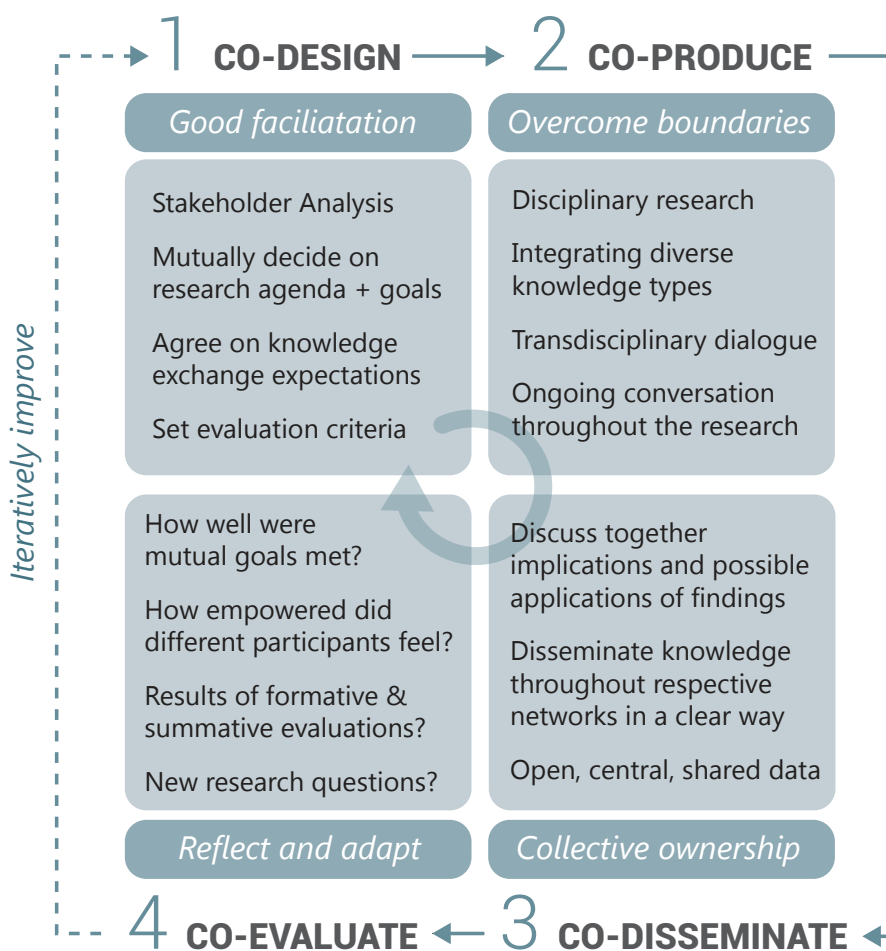 1 CO-DESIGN
2 CO-PRODUCE
Good faciliatation
Overcome boundaries
Stakeholder Analysis
Mutually decide on
research agenda + goals
Agree on knowledge
exchange expectations
Set evaluation criteria
Disciplinary research
Integrating diverse
knowledge types
Transdisciplinary dialogue
Ongoing conversation
throughout the research
Iteratively improve
How well were
mutual goals met?
How empowered did
different participants feel?
Results of formative &
summative evaluations?
New research questions?
Discuss together
implications and possible
applications of findings
Disseminate knowledge
throughout respective
networks in a clear way
Open, central, shared data
Reflect and adapt
Collective ownership
4 CO-EVALUATE
3 CO-DISSEMINATE